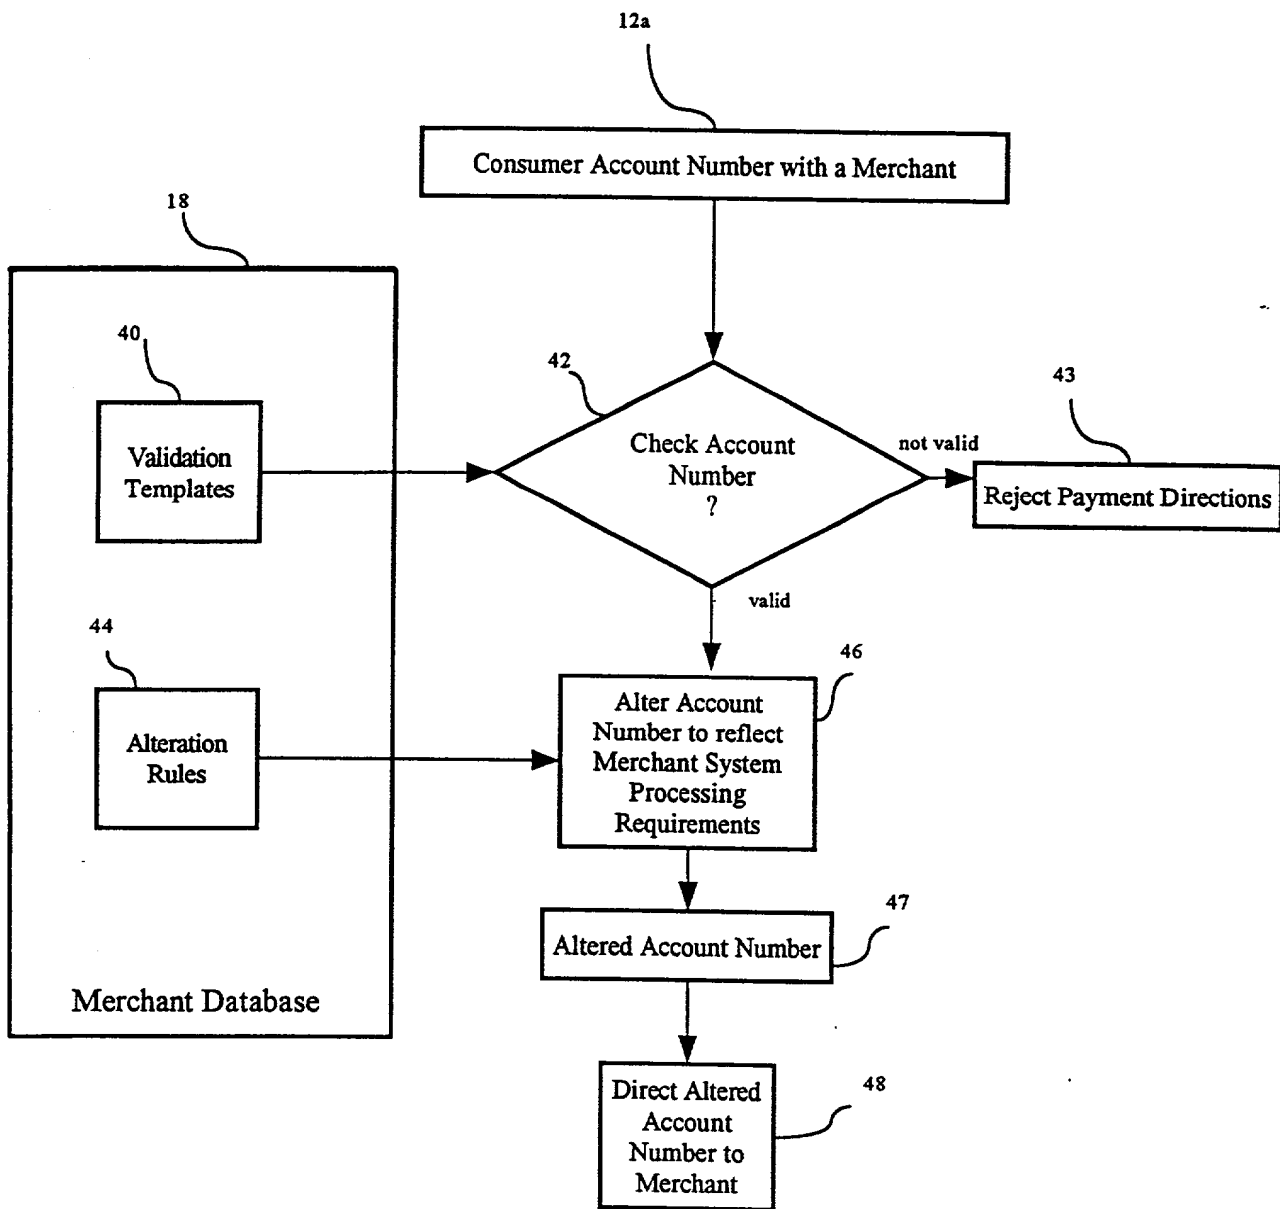 12a
Consumer Account Number with a Merchant
18
40
Validation
Templates
42
Check Account
Number
?
not valid
43
Reject Payment Directions
valid
44
Alteration
Rules
46
Alter Account
Number to reflect
Merchant System
Processing
Requirements
47
Altered Account Number
Merchant Database
48
Direct Altered
Account
Number to
Merchant